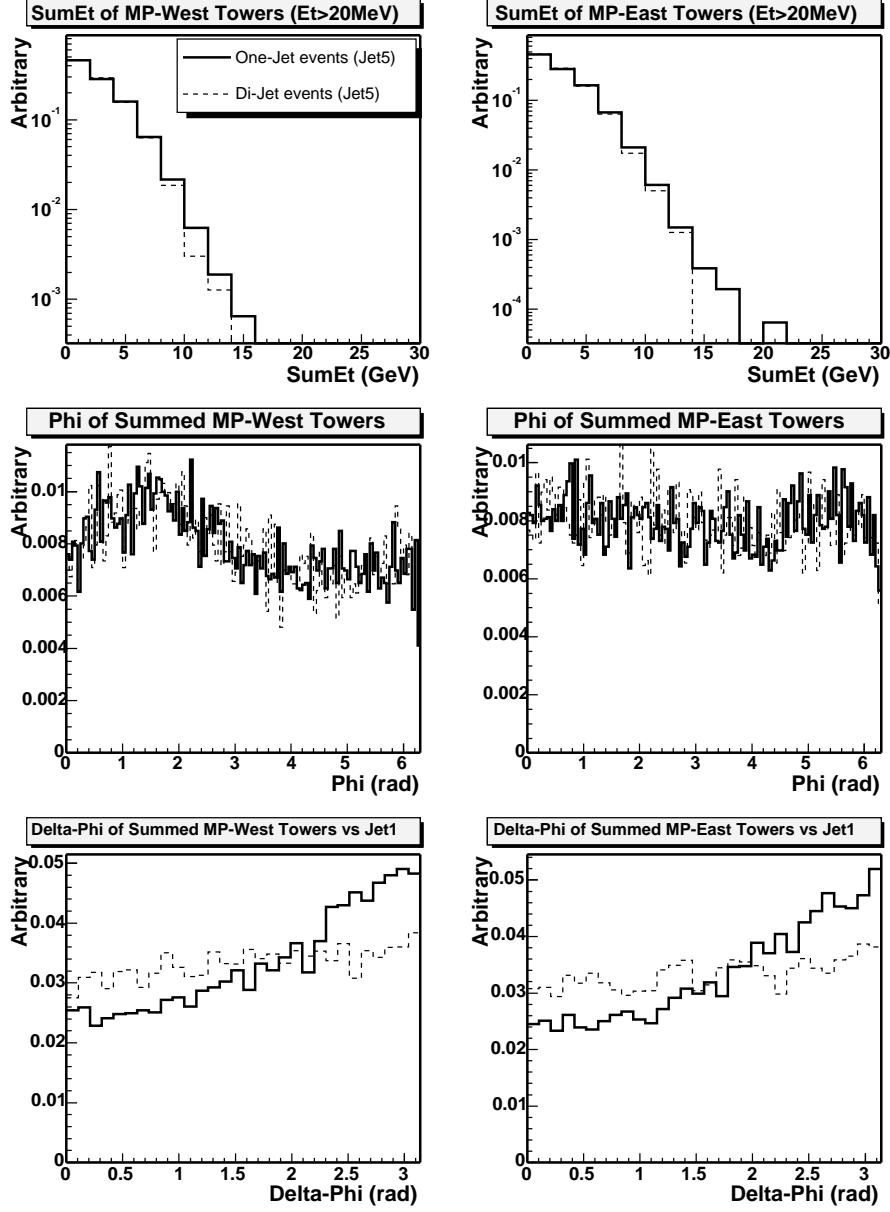 SumEt of MP-West Towers (Et>20MeV)
Arbitrary
One-Jet events (Jet5)
Di-Jet events (Jet5)
10-1
10-2
10-3
0 5 10 15 20 25 30
SumEt (GeV)
SumEt of MP-East Towers (Et>20MeV)
Arbitrary
10-1
10-2
10-3
10-4
0 5 10 15 20 25 30
SumEt (GeV)
Phi of Summed MP-West Towers
Arbitrary
0.01
0.008
0.006
0.004
0.002
0
0 1 2 3 4 5 6
Phi (rad)
Phi of Summed MP-East Towers
Arbitrary
0.01
0.008
0.006
0.004
0.002
0
0 1 2 3 4 5 6
Phi (rad)
Delta-Phi of Summed MP-West Towers vs Jet1
Arbitrary
0.05
0.04
0.03
0.02
0.01
0
0 0.5 1 1.5 2 2.5 3
Delta-Phi (rad)
Delta-Phi of Summed MP-East Towers vs Jet1
Arbitrary
0.05
0.04
0.03
0.02
0.01
0
0 0.5 1 1.5 2 2.5 3
Delta-Phi (rad)